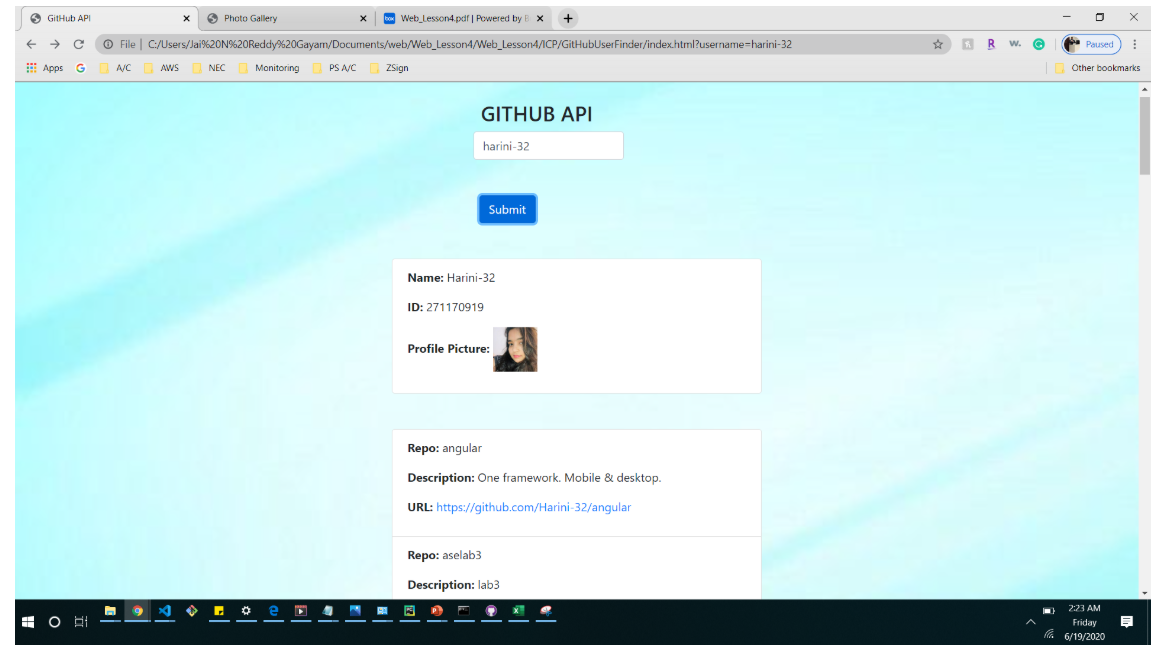 GitHub API
Photo Gallery
Web_Lesson4.pdf | Powered by B
File | C:/Users/Jai%20N%20Reddy%20Gayam/Documents/web/Web_Lesson4/Web_Lesson4/ICP/GitHubUserFinder/index.html?username=harini-32
Paused
Apps A/C AWS NEC Monitoring PS A/C ZSign Other bookmarks
GITHUB API
harini-32
Submit
Name: Harini-32
ID: 271170919
Profile Picture:
Repo: angular
Description: One framework. Mobile & desktop.
URL: https://github.com/Harini-32/angular
Repo: aselab3
Description: lab3
2:23 AM
Friday
6/19/2020